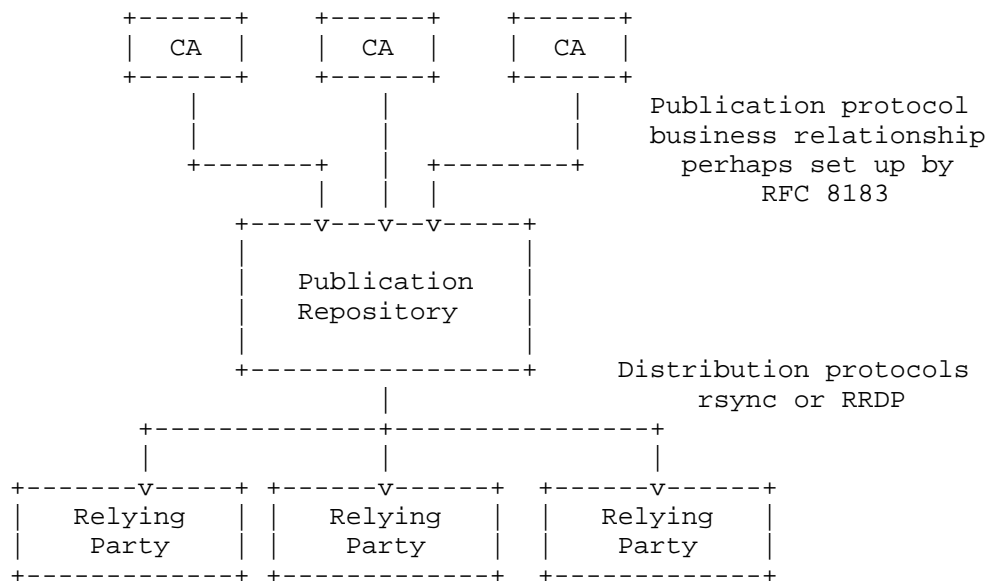 CA CA CA
Publication protocol
business relationship
perhaps set up by
RFC 8183
Publication
Repository
Distribution protocols
rsync or RRDP
Relying Relying Relying
Party Party Party